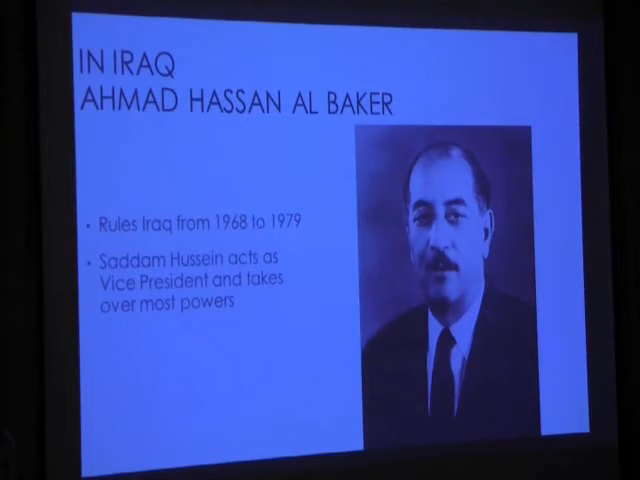 IN IRAQ
AHMAD HASSAN AL BAKER
• Rules Iraq from 1968 to 1979
• Saddam Hussein acts as
Vice President and takes
over most powers